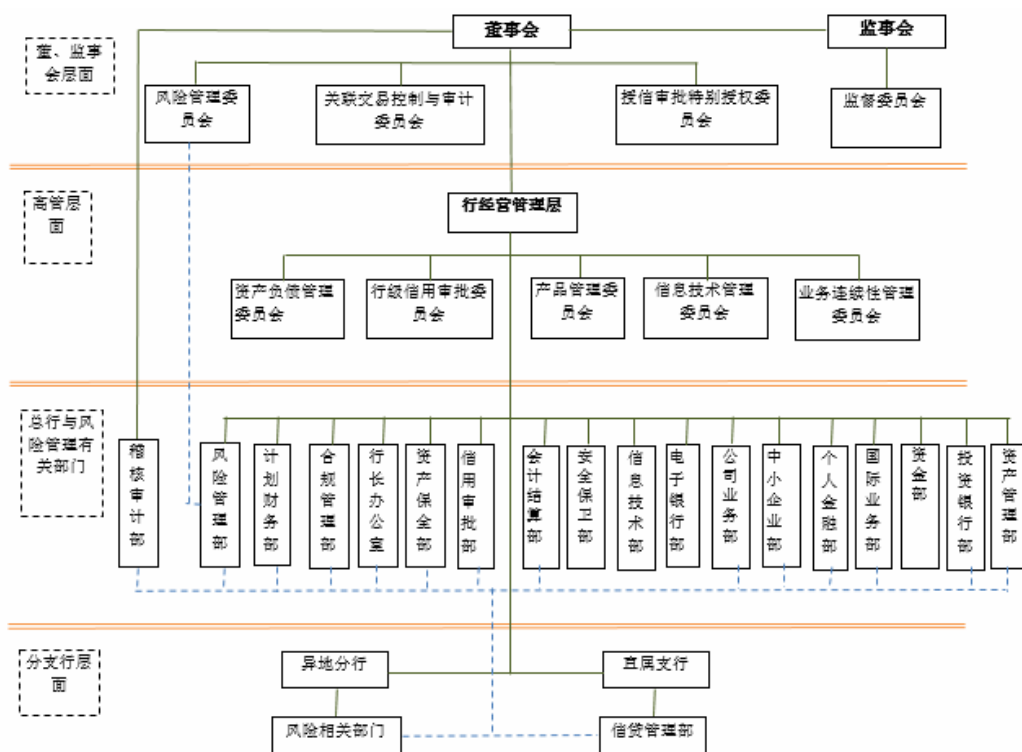 董事会
监事会
董、监事
会层面
风险管理委
员会
关联交易控制与审计
委员会
授信审批特别授权委
员会
监督委员会
高管层
面
行经营管理层
资产负债管理
委员会
行级信用审批委
员会
产品管理委
员会
信息技术管理
委员会
业务连续性管理
委员会
总行与风
险管理有
关部门
稽核审计部
风险管理部
计划财务部
合规管理部
行长办公室
资产保全部
信用审批部
会计结算部
安全保卫部
信息技术部
电子银行部
公司业务部
中小企业部
个人金融部
国际业务部
资金部
投资银行部
资产管理部
分支行层
面
异地分行
直属支行
风险相关部门
信贷管理部